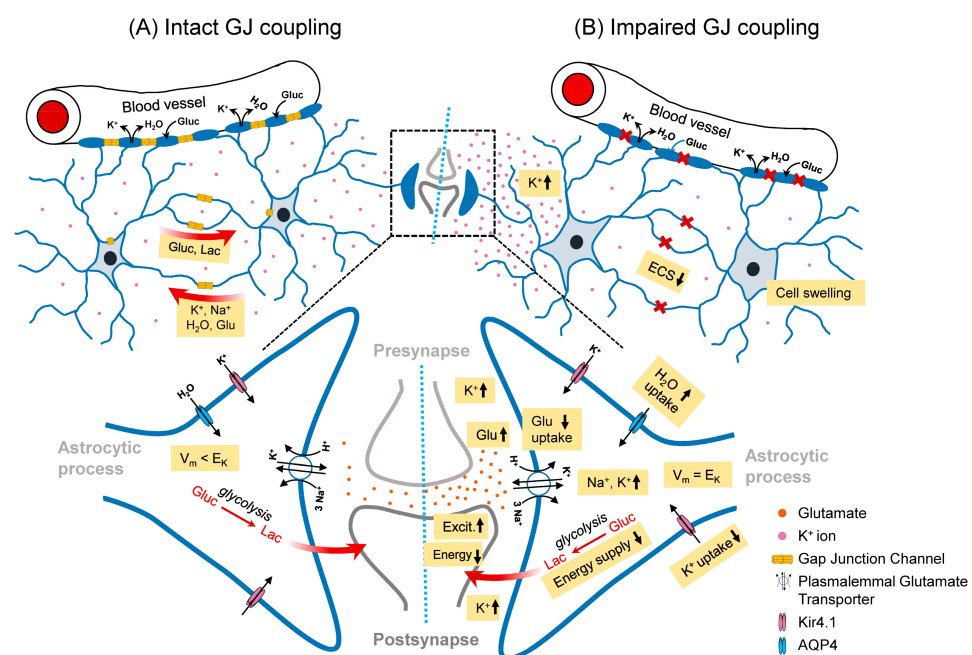 (A) Intact GJ coupling
(B) Impaired GJ coupling
Blood vessel
K⁺
H₂O
Gluc
K⁺
H₂O
Gluc
Gluc, Lac
K⁺, Na⁺
H₂O, Glu
Blood vessel
K⁺
H₂O
Gluc
K⁺
H₂O
Gluc
K⁺
ECS
Cell swelling
Presynapse
K⁺
Glu
Glu
uptake
K⁺
H₂O
Astrocytic
process
Vₘ < E_K
K⁺
H⁺
3 Na⁺
Gluc
glycolysis
Lac
Excit.
Energy
K⁺
Postsynapse
K⁺
H₂O
uptake
H⁺
K⁺
3 Na⁺
Na⁺, K⁺
Vₘ = E_K
Astrocytic
process
glycolysis
Gluc
Lac
Energy supply
K⁺ uptake
Glutamate
K⁺ ion
Gap Junction Channel
Plasmalemmal Glutamate
Transporter
Kir4.1
AQP4